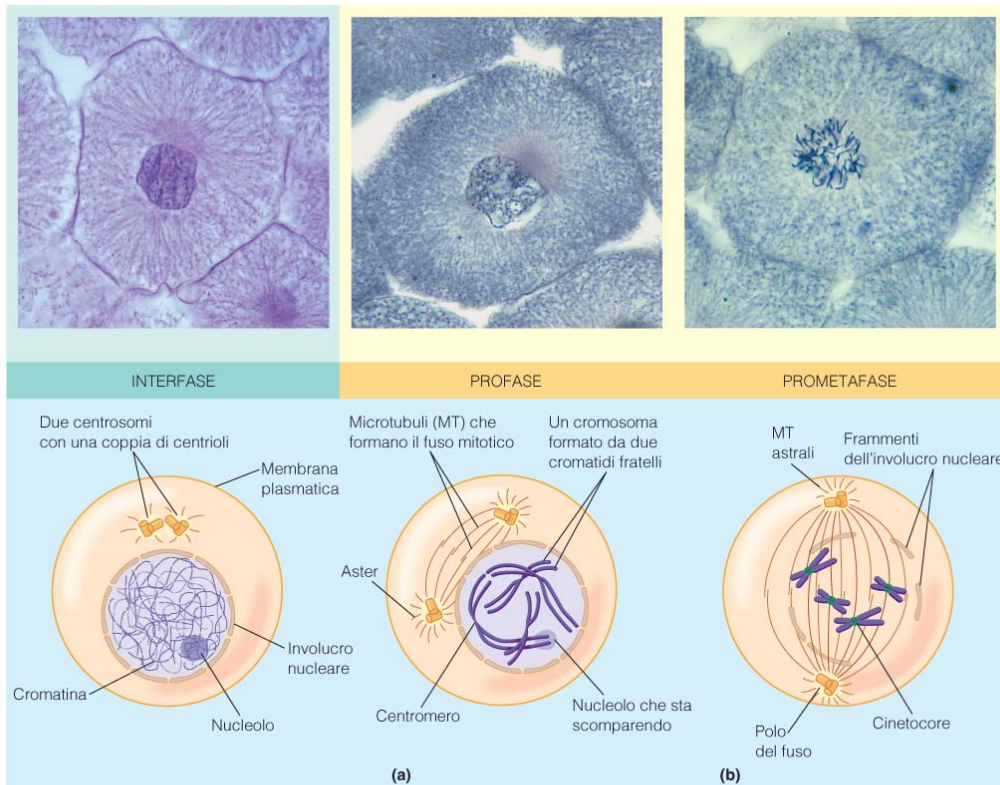 INTERFASE
PROFASE
PROMETAFASE
Due centrosomi
con una coppia di centrioli
Membrana
plasmatica
Involucro
nucleare
Cromatina
Nucleolo
Microtubuli (MT) che
formano il fuso mitotico
Un cromosoma
formato da due
cromatidi fratelli
Aster
Centromero
Nucleolo che sta
scomparendo
(a)
MT
astrali
Frammenti
dell'involucro nucleare
Polo
del fuso
Cinetocore
(b)